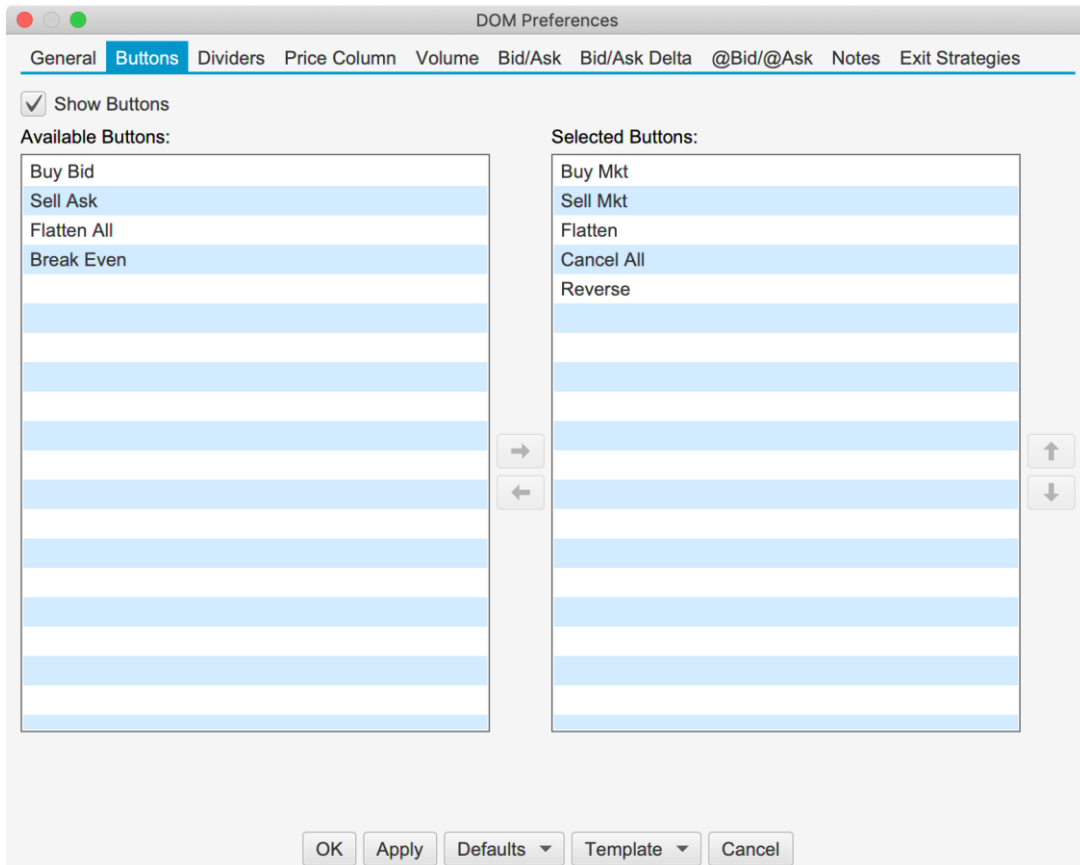 DOM Preferences
General Buttons Dividers Price Column Volume Bid/Ask Bid/Ask Delta @Bid/@Ask Notes Exit Strategies
Show Buttons
Available Buttons:
Buy Bid
Sell Ask
Flatten All
Break Even
Selected Buttons:
Buy Mkt
Sell Mkt
Flatten
Cancel All
Reverse
OK Apply Defaults Template Cancel